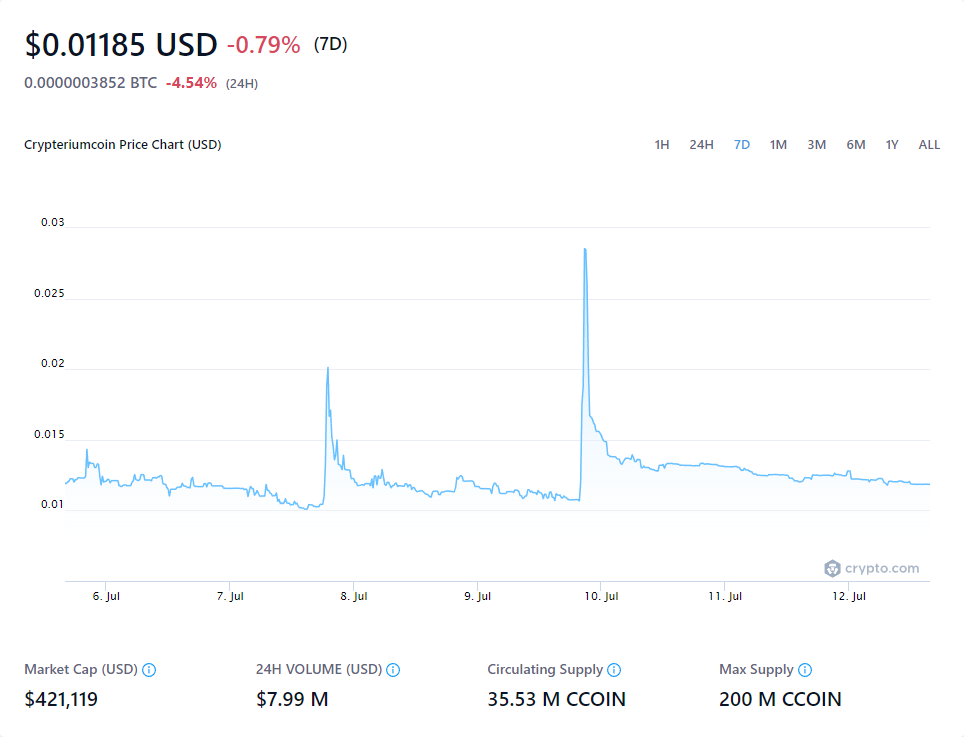 $0.01185 USD -0.79% (7D)
0.0000003852 BTC -4.54% (24H)
Crypteriumcoin Price Chart (USD) 1H 24H 7D 1M 3M 6M 1Y ALL
0.03
0.025
0.02
0.015
0.01
crypto.com
6. Jul 7. Jul 8. Jul 9. Jul 10. Jul 11. Jul 12. Jul
Market Cap (USD) 24H VOLUME (USD) Circulating Supply Max Supply
$421,119 $7.99 M 35.53 M CCOIN 200 M CCOIN